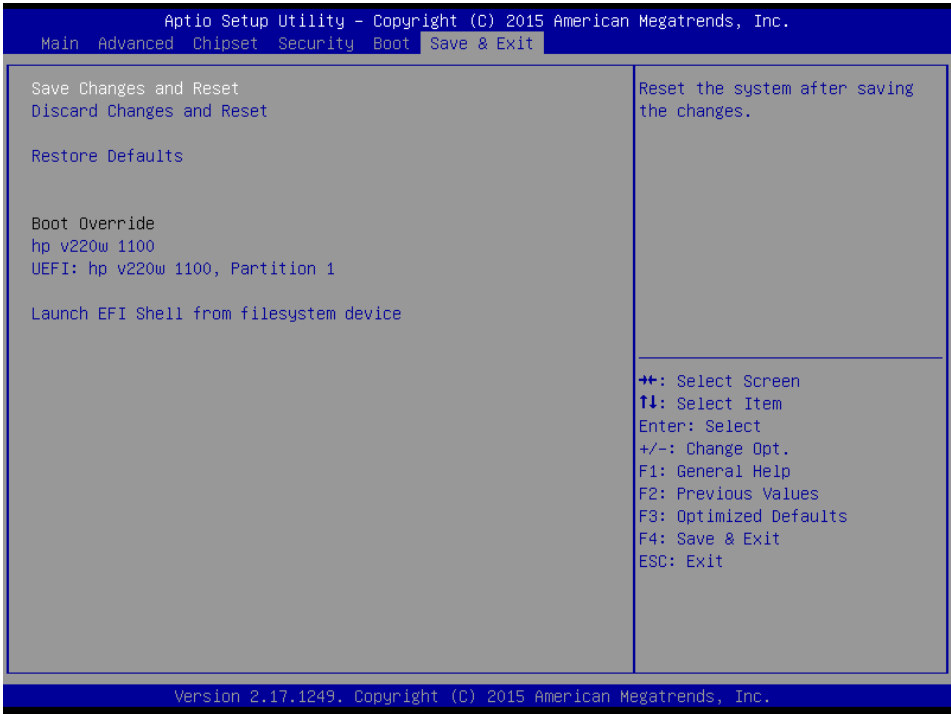 Aptio Setup Utility – Copyright (C) 2015 American Megatrends, Inc.
Main Advanced Chipset Security Boot Save & Exit
Save Changes and Reset
Discard Changes and Reset
Restore Defaults
Boot Override
hp v220w 1100
UEFI: hp v220w 1100, Partition 1
Launch EFI Shell from filesystem device
Reset the system after saving
the changes.
→←: Select Screen
↑↓: Select Item
Enter: Select
+/-: Change Opt.
F1: General Help
F2: Previous Values
F3: Optimized Defaults
F4: Save & Exit
ESC: Exit
Version 2.17.1249. Copyright (C) 2015 American Megatrends, Inc.